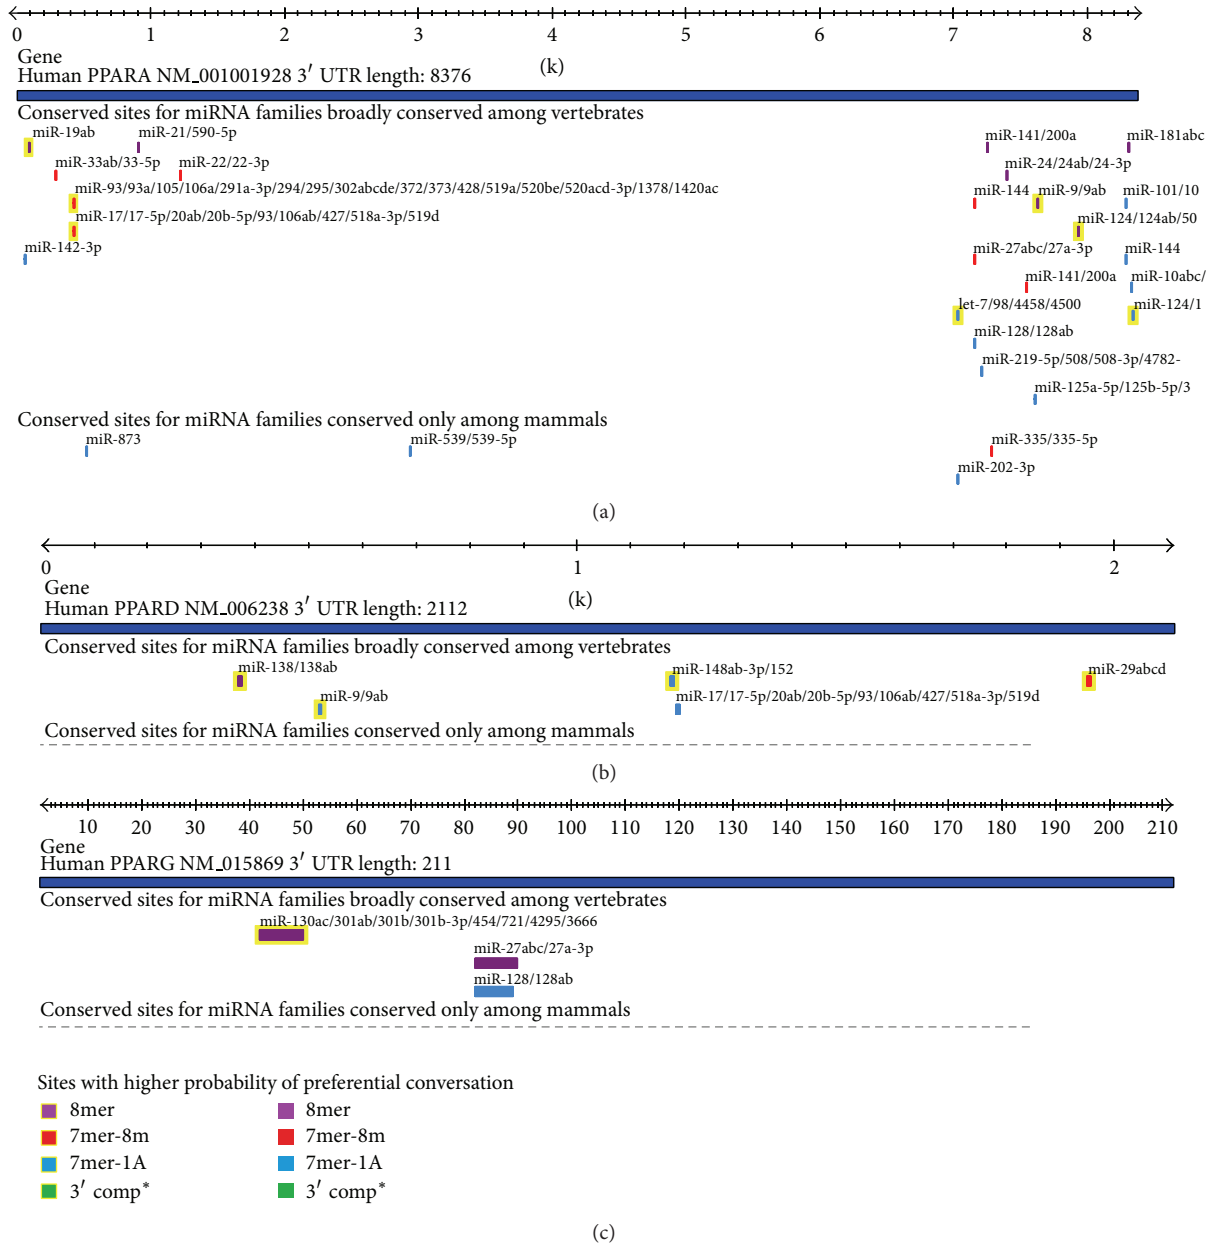 0 1 2 3 4 5 6 7 8
Gene
(k)
Human PPARA NM_001001928 3′ UTR length: 8376
Conserved sites for miRNA families broadly conserved among vertebrates
miR-19ab miR-21/590-5p miR-141/200a miR-181abc
miR-33ab/33-5p miR-22/22-3p miR-24/24ab/24-3p
miR-93/93a/105/106a/291a-3p/294/295/302abcde/372/373/428/519a/520be/520acd-3p/1378/1420ac miR-144 miR-9/9ab miR-101/10
miR-17/17-5p/20ab/20b-5p/93/106ab/427/518a-3p/519d miR-124/124ab/50
miR-142-3p miR-27abc/27a-3p miR-144
miR-141/200a miR-10abc/
let-7/98/4458/4500 miR-124/1
miR-128/128ab
miR-219-5p/508/508-3p/4782-
miR-125a-5p/125b-5p/3
Conserved sites for miRNA families conserved only among mammals
miR-873 miR-539/539-5p miR-335/335-5p
miR-202-3p
(a)
0 1 2
Gene
(k)
Human PPARD NM_006238 3′ UTR length: 2112
Conserved sites for miRNA families broadly conserved among vertebrates
miR-138/138ab miR-148ab-3p/152 miR-29abcd
miR-9/9ab miR-17/17-5p/20ab/20b-5p/93/106ab/427/518a-3p/519d
Conserved sites for miRNA families conserved only among mammals
(b)
10 20 30 40 50 60 70 80 90 100 110 120 130 140 150 160 170 180 190 200 210
Gene
Human PPARG NM_015869 3′ UTR length: 211
Conserved sites for miRNA families broadly conserved among vertebrates
miR-130ac/301ab/301b/301b-3p/454/721/4295/3666
miR-27abc/27a-3p
miR-128/128ab
Conserved sites for miRNA families conserved only among mammals
Sites with higher probability of preferential conversation
8mer 8mer
7mer-8m 7mer-8m
7mer-1A 7mer-1A
3′ comp* 3′ comp*
(c)